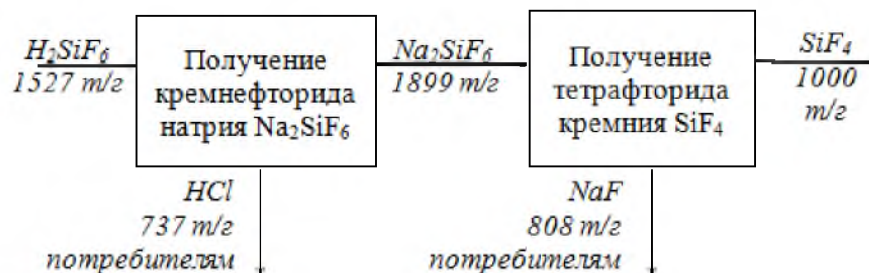 H₂SiF₆
1527 т/г
Получение
кремнефторида
натрия Na₂SiF₆
Na₂SiF₆
1899 т/г
Получение
тетрафторида
кремния SiF₄
SiF₄
1000
т/г
HCl
737 т/г
потребителям
NaF
808 т/г
потребителям